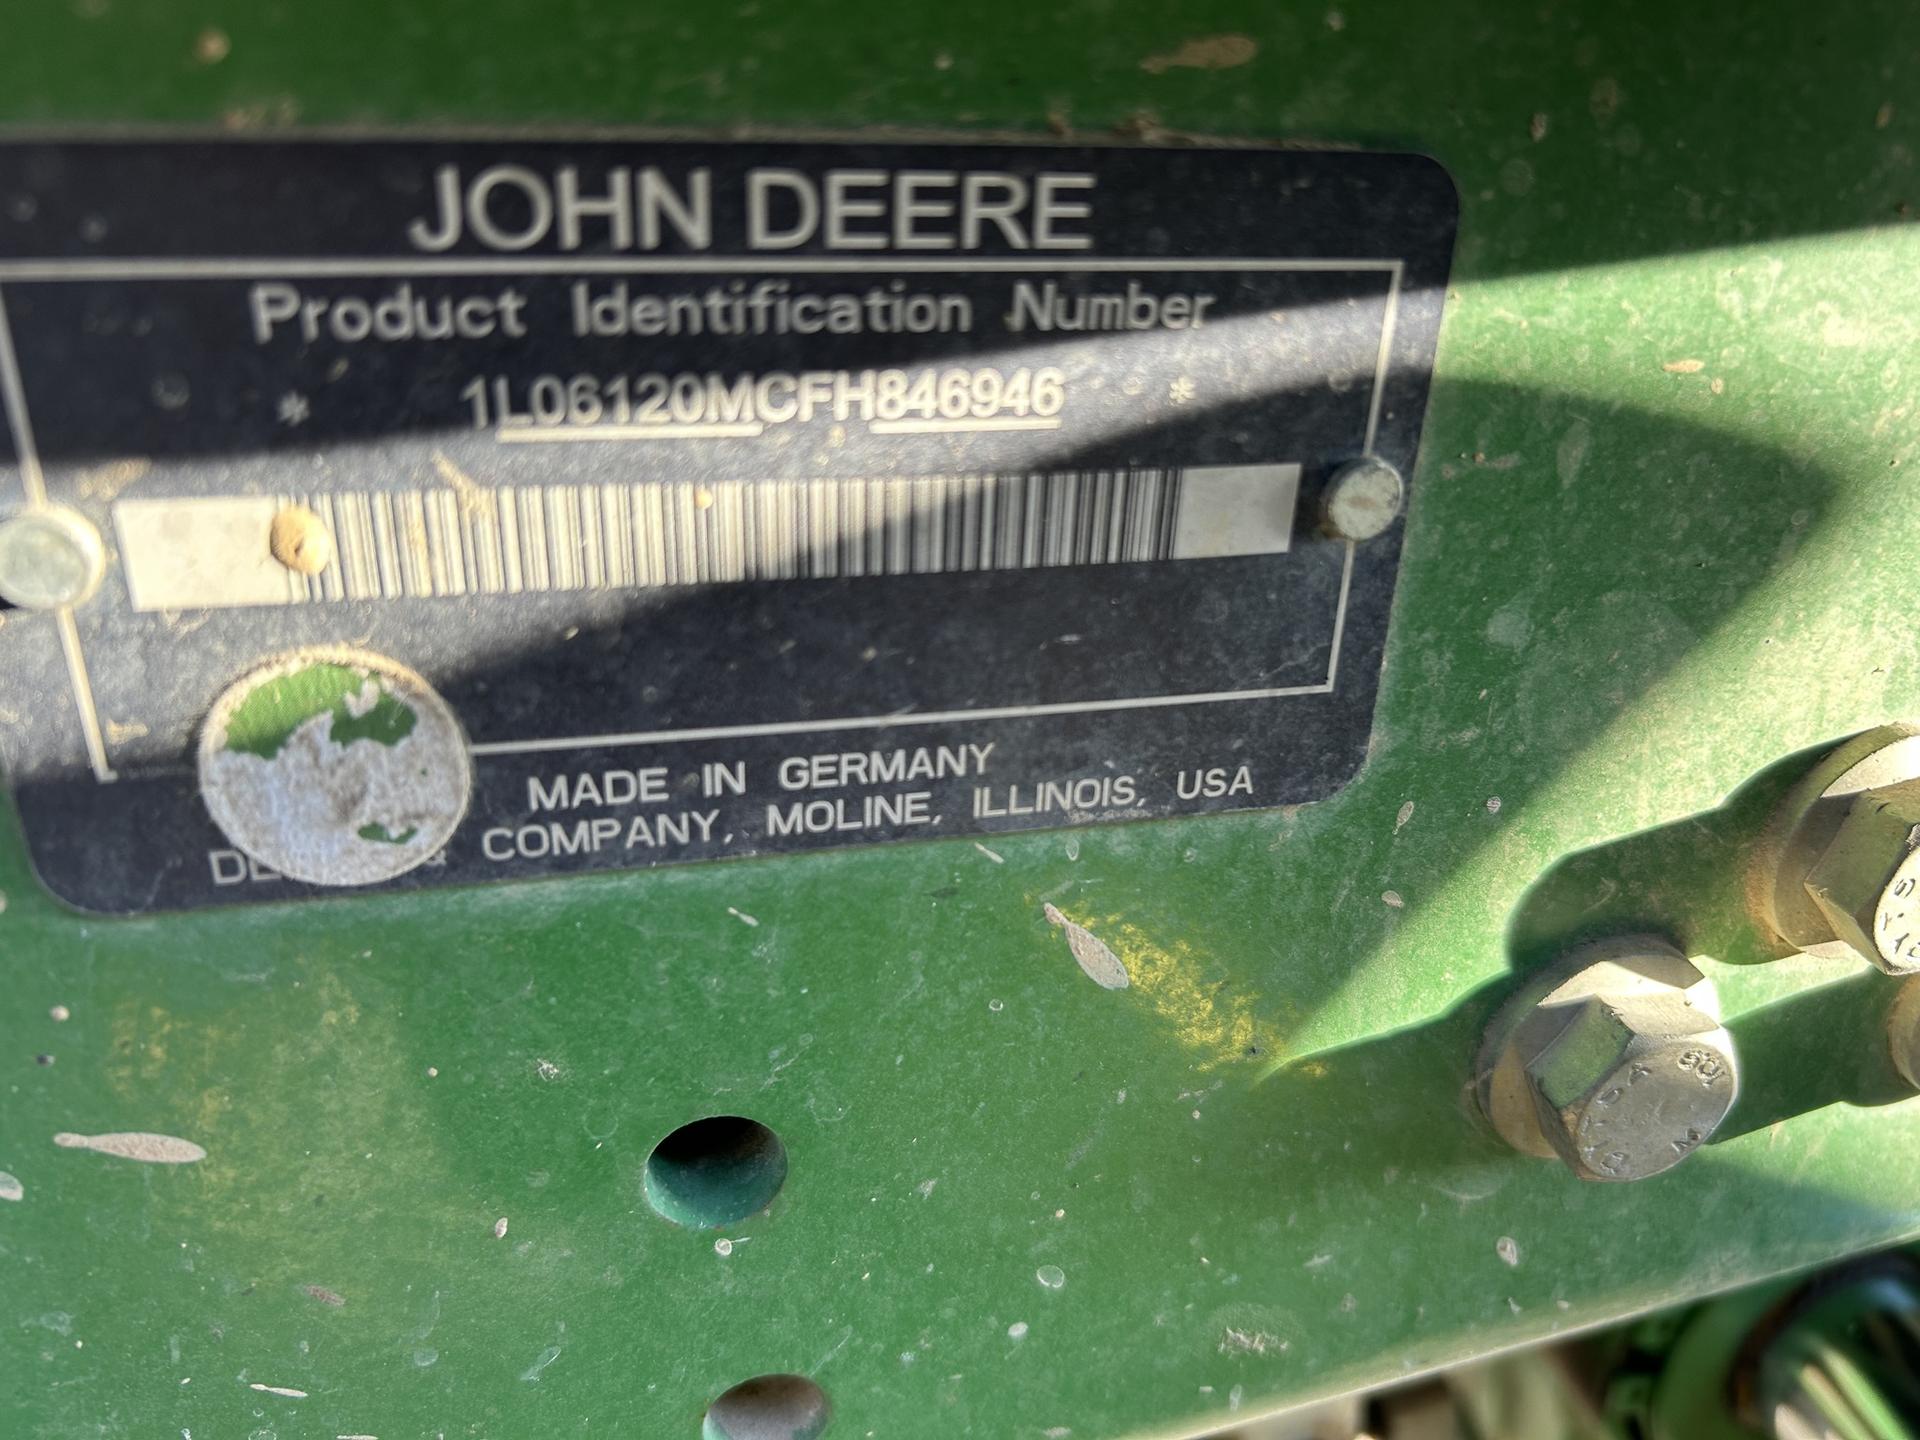 JOHN DEERE
Product Identification Number
* 1L06120MCFH846946 *
MADE IN GERMANY
& COMPANY, MOLINE, ILLINOIS, USA